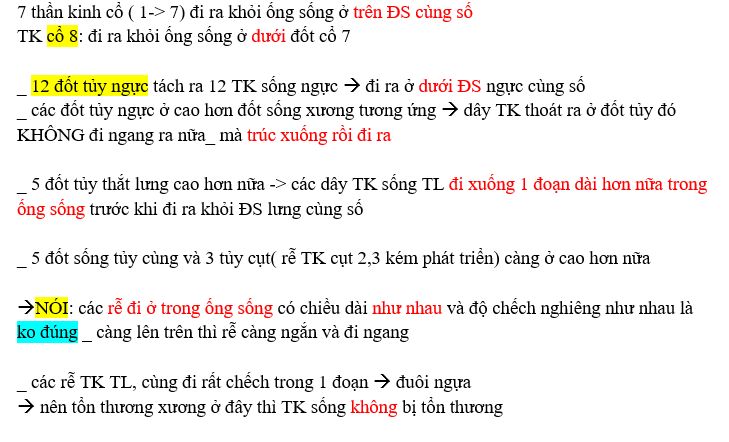 7 thần kinh cổ ( 1-> 7) đi ra khỏi ống sống ở trên ĐS cùng số
TK cổ 8: đi ra khỏi ống sống ở dưới đốt cổ 7
_ 12 đốt tủy ngực tách ra 12 TK sống ngực → đi ra ở dưới ĐS ngực cùng số
_ các đốt tủy ngực ở cao hơn đốt sống xương tương ứng → dây TK thoát ra ở đốt tủy đó
KHÔNG đi ngang ra nữa_ mà trúc xuống rồi đi ra
_ 5 đốt tủy thắt lưng cao hơn nữa -> các dây TK sống TL đi xuống 1 đoạn dài hơn nữa trong
ống sống trước khi đi ra khỏi ĐS lưng cùng số
_ 5 đốt sống tủy cùng và 3 tủy cụt( rễ TK cụt 2,3 kém phát triển) càng ở cao hơn nữa
→NÓI: các rễ đi ở trong ống sống có chiều dài như nhau và độ chếch nghiêng như nhau là
ko đúng _ càng lên trên thì rễ càng ngắn và đi ngang
_ các rễ TK TL, cùng đi rất chếch trong 1 đoạn → đuôi ngựa
→ nên tổn thương xương ở đây thì TK sống không bị tổn thương